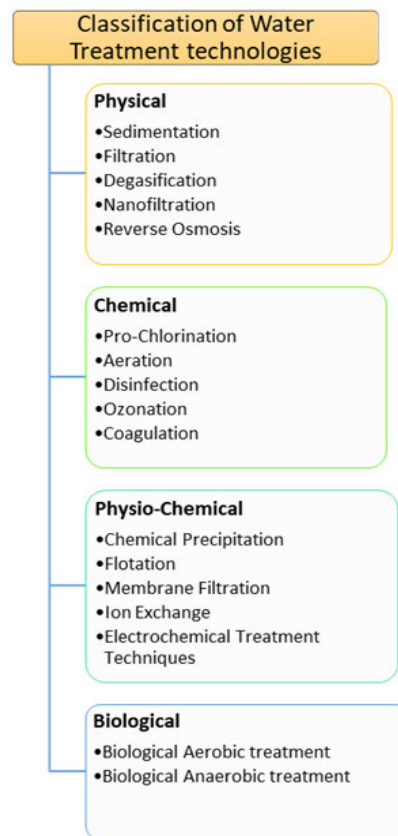 Classification of Water
Treatment technologies
Physical
•Sedimentation
•Filtration
•Degasification
•Nanofiltration
•Reverse Osmosis
Chemical
•Pro-Chlorination
•Aeration
•Disinfection
•Ozonation
•Coagulation
Physio-Chemical
•Chemical Precipitation
•Flotation
•Membrane Filtration
•Ion Exchange
•Electrochemical Treatment
Techniques
Biological
•Biological Aerobic treatment
•Biological Anaerobic treatment